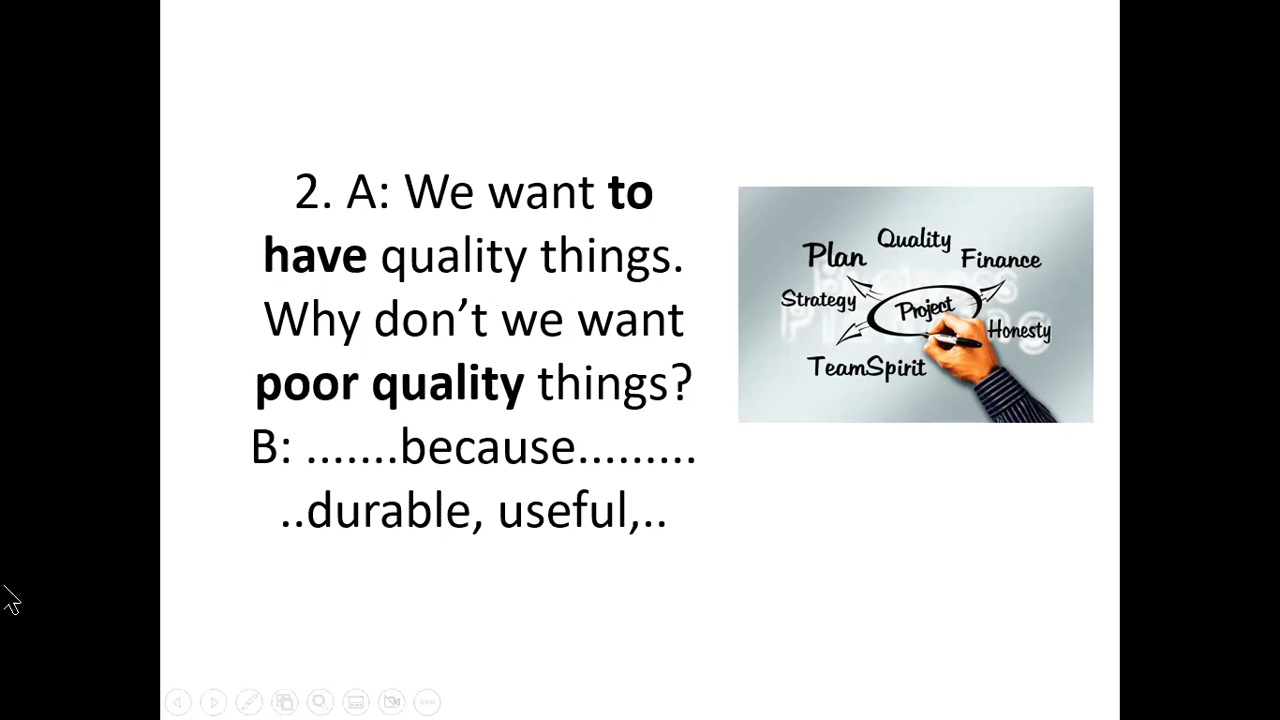 2. A: We want to
have quality things.
Why don’t we want
poor quality things?
B: .......because.........
..durable, useful,..
Quality
Plan
Finance
Strategy
Project
Honesty
TeamSpirit